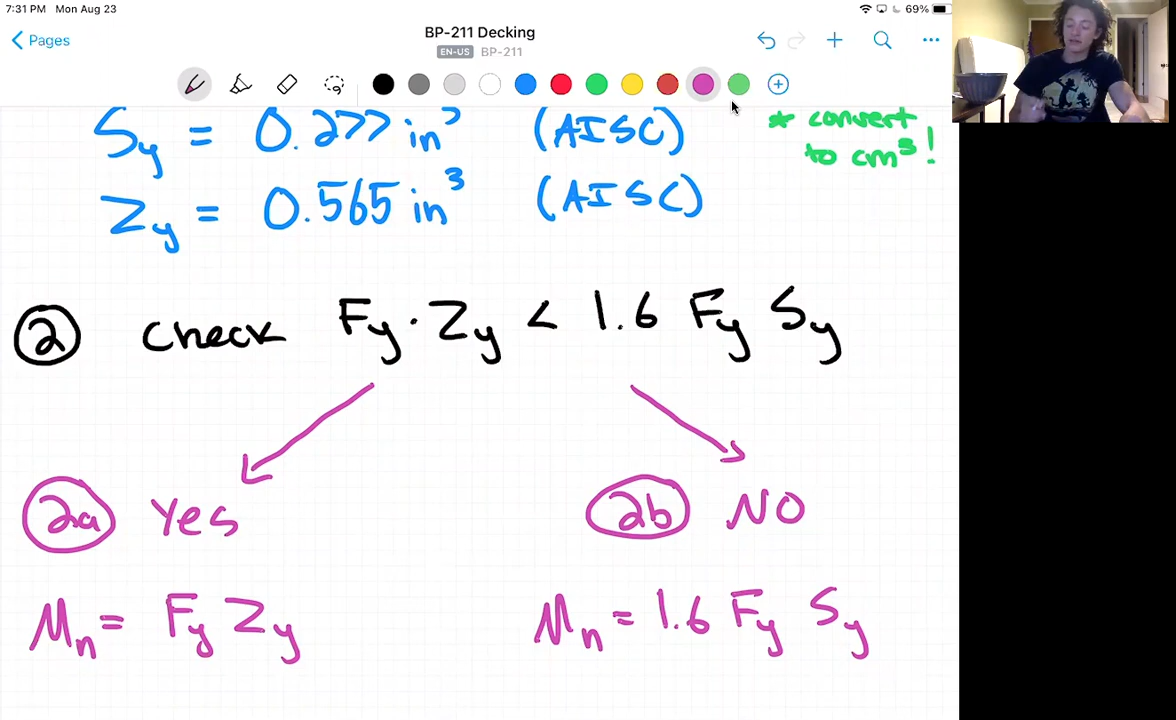 7:31 PM Mon Aug 23
69%
Pages
BP-211 Decking
EN-US BP-211
Sy = 0.277 in³ (AISC)
* convert
to cm³!
Zy = 0.565 in³ (AISC)
2 check Fy · Zy < 1.6 Fy Sy
2a Yes
2b NO
Mn = Fy Zy
Mn = 1.6 Fy Sy